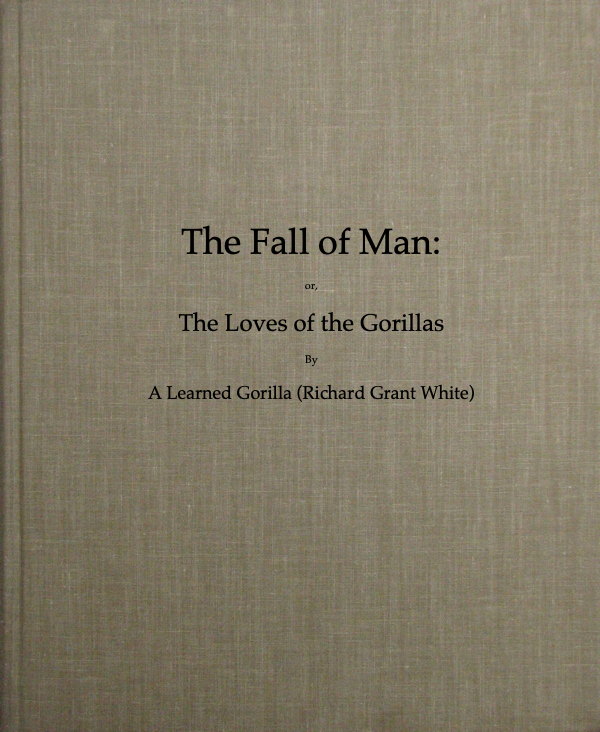 The Fall of Man:
or,
The Loves of the Gorillas
By
A Learned Gorilla (Richard Grant White)